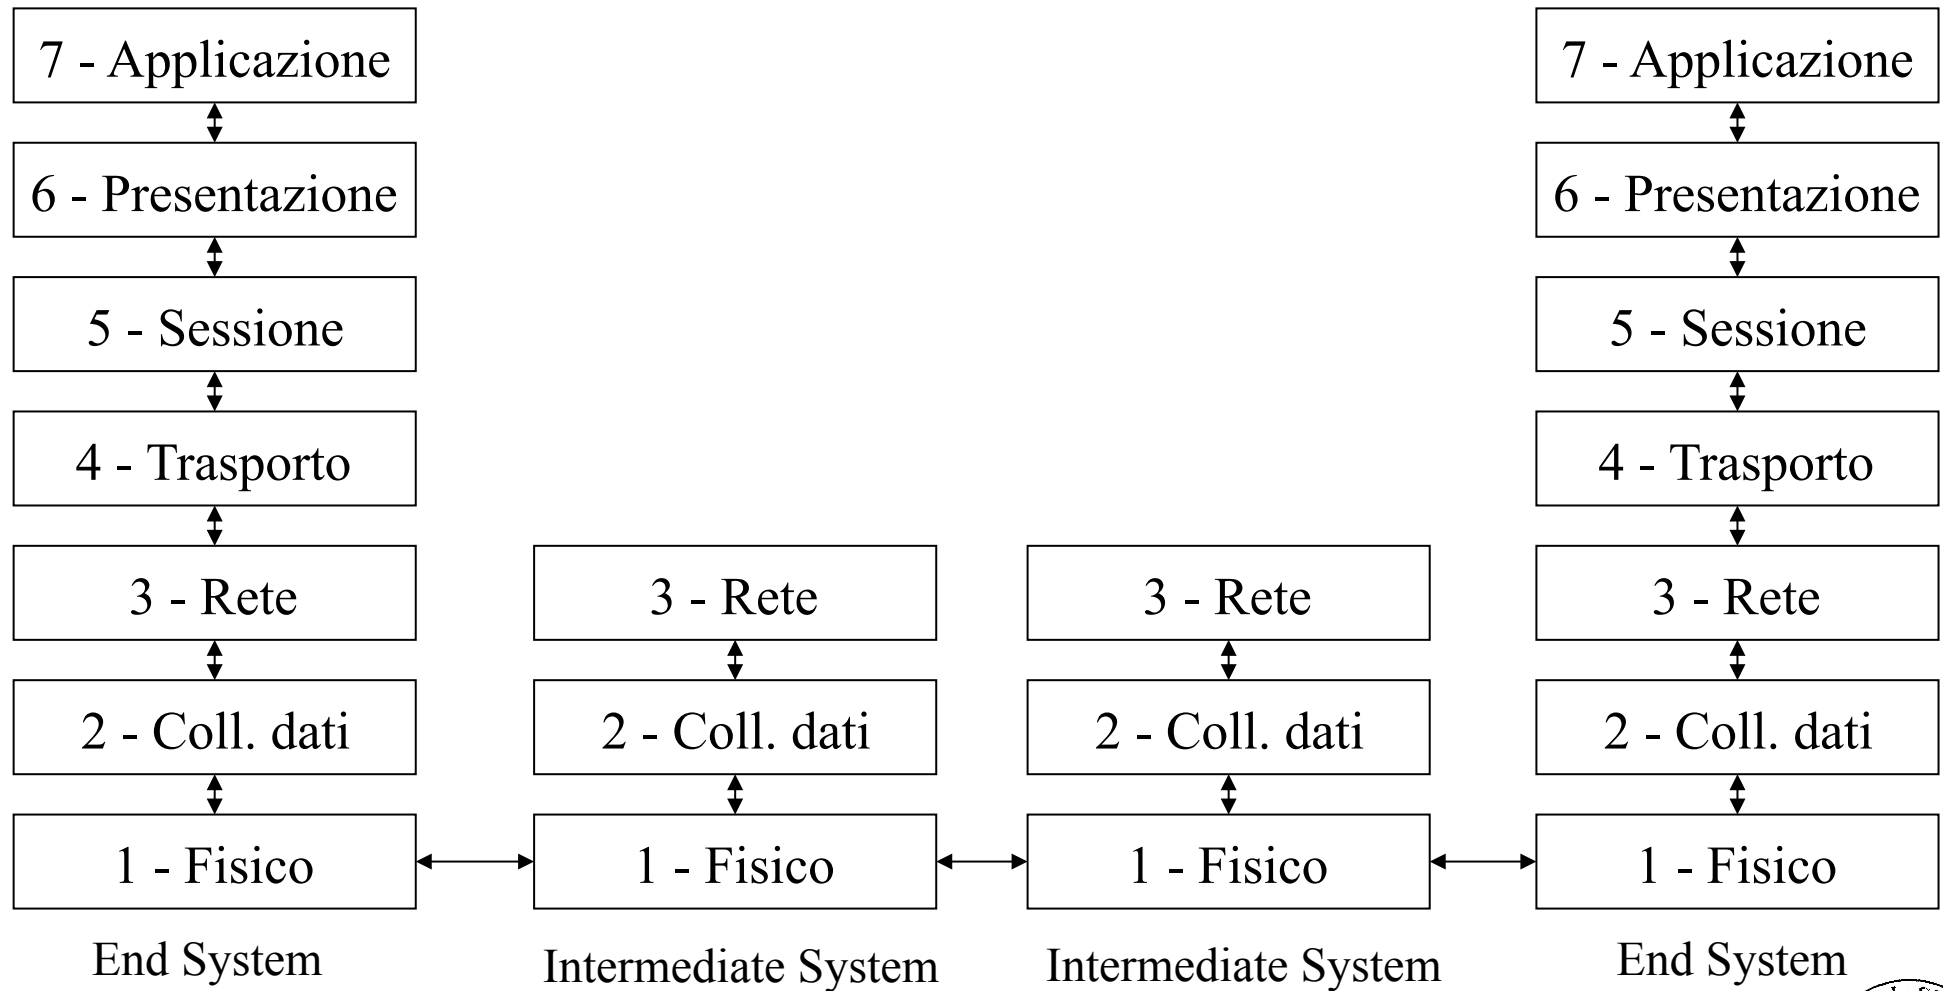 7 - Applicazione
7 - Applicazione
6 - Presentazione
6 - Presentazione
5 - Sessione
5 - Sessione
4 - Trasporto
4 - Trasporto
3 - Rete
3 - Rete
3 - Rete
3 - Rete
2 - Coll. dati
2 - Coll. dati
2 - Coll. dati
2 - Coll. dati
1 - Fisico
1 - Fisico
1 - Fisico
1 - Fisico
End System
Intermediate System
Intermediate System
End System